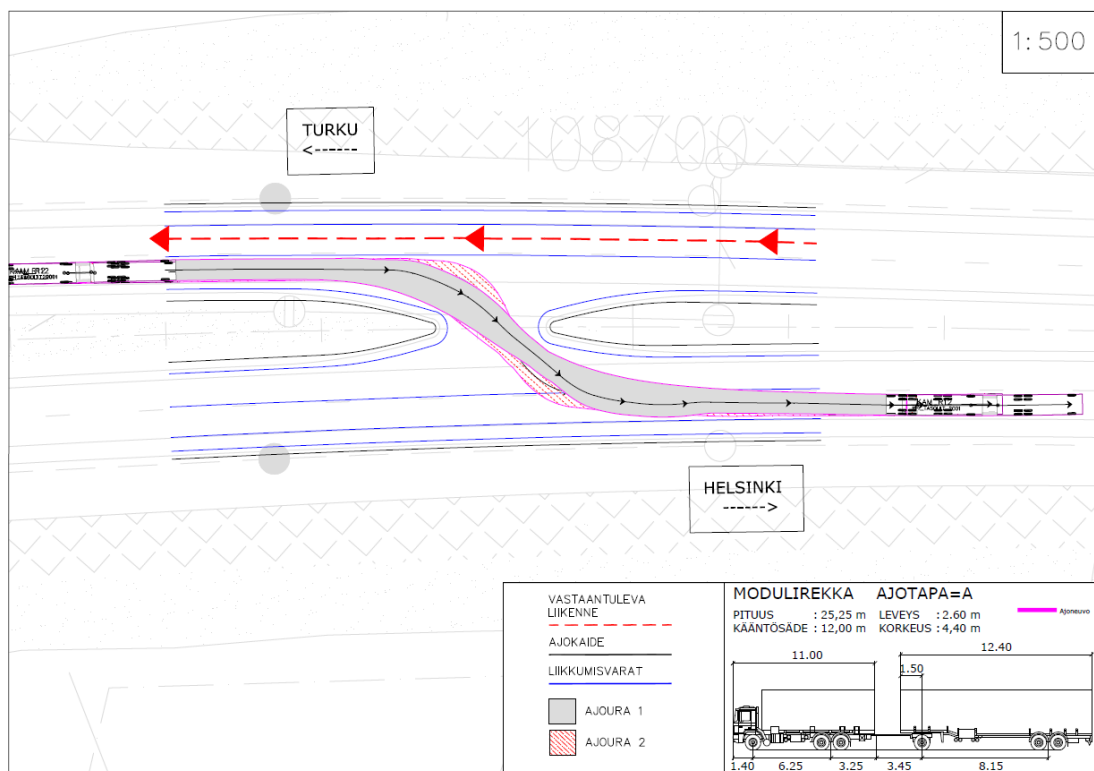 1:500
108700
TURKU
<-----
HELSINKI
----->
VASTAANTULEVA
LIIKENNE
AJOKAIDE
LIIKKUMISVARAT
AJOURA 1
AJOURA 2
MODULIREKKA AJOTAPA=A
PITUUS : 25,25 m LEVEYS : 2.60 m
KÄÄNTÖSÄDE : 12,00 m KORKEUS : 4,40 m
Ajoneuvo
12.40
11.00
1.50
1.40 6.25 3.25 3.45 8.15